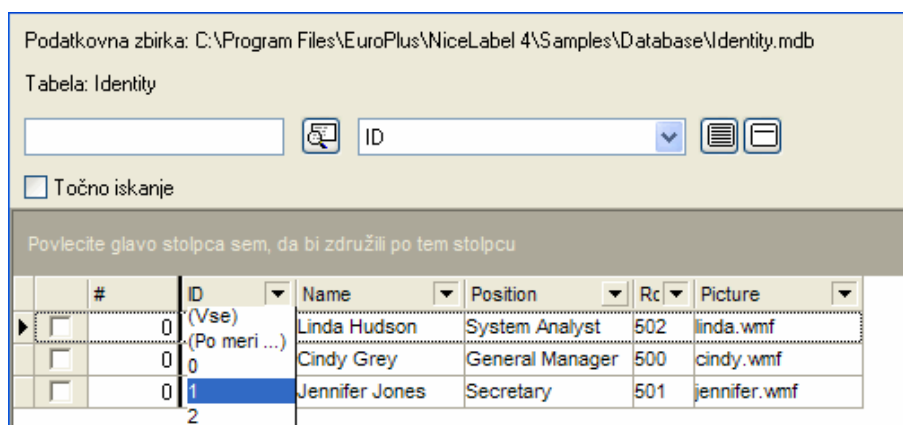 Podatkovna zbirka: C:\Program Files\EuroPlus\NiceLabel 4\Samples\Database\Identity.mdb
Tabela: Identity
ID
Točno iskanje
Povlecite glavo stolpca sem, da bi združili po tem stolpcu
# ID Name Position Rc Picture
0 (Vse) Linda Hudson System Analyst 502 linda.wmf
(Po meri ...)
0 0 Cindy Grey General Manager 500 cindy.wmf
0 1 Jennifer Jones Secretary 501 jennifer.wmf
2